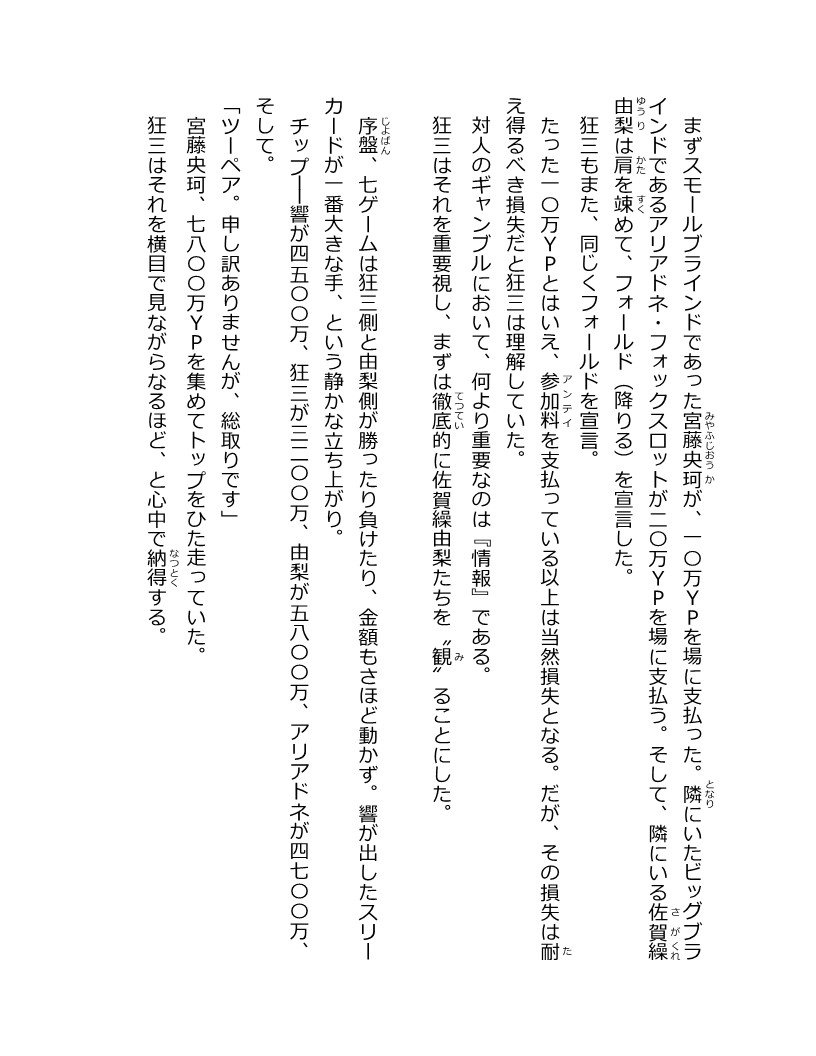 まずスモールブラインドであった宮藤央珂が、一〇万ＹＰを場に支払った。隣にいたビッグブラ
インドであるアリアドネ・フォックスロットが二〇万ＹＰを場に支払う。そして、隣にいる佐賀繰
由梨は肩を竦めて、フォールド（降りる）を宣言した。
狂三もまた、同じくフォールドを宣言。
たった一〇万ＹＰとはいえ、参加料を支払っている以上は当然損失となる。だが、その損失は耐
え得るべき損失だと狂三は理解していた。
対人のギャンブルにおいて、何より重要なのは『情報』である。
狂三はそれを重要視し、まずは徹底的に佐賀繰由梨たちを〝観〟ることにした。
序盤、七ゲームは狂三側と由梨側が勝ったり負けたり、金額もさほど動かず。響が出したスリー
カードが一番大きな手、という静かな立ち上がり。
チップ──響が四五〇〇万、狂三が三二〇〇万、由梨が五八〇〇万、アリアドネが四七〇〇万、
そして。
「ツーペア。申し訳ありませんが、総取りです」
宮藤央珂、七八〇〇万ＹＰを集めてトップをひた走っていた。
狂三はそれを横目で見ながらなるほど、と心中で納得する。